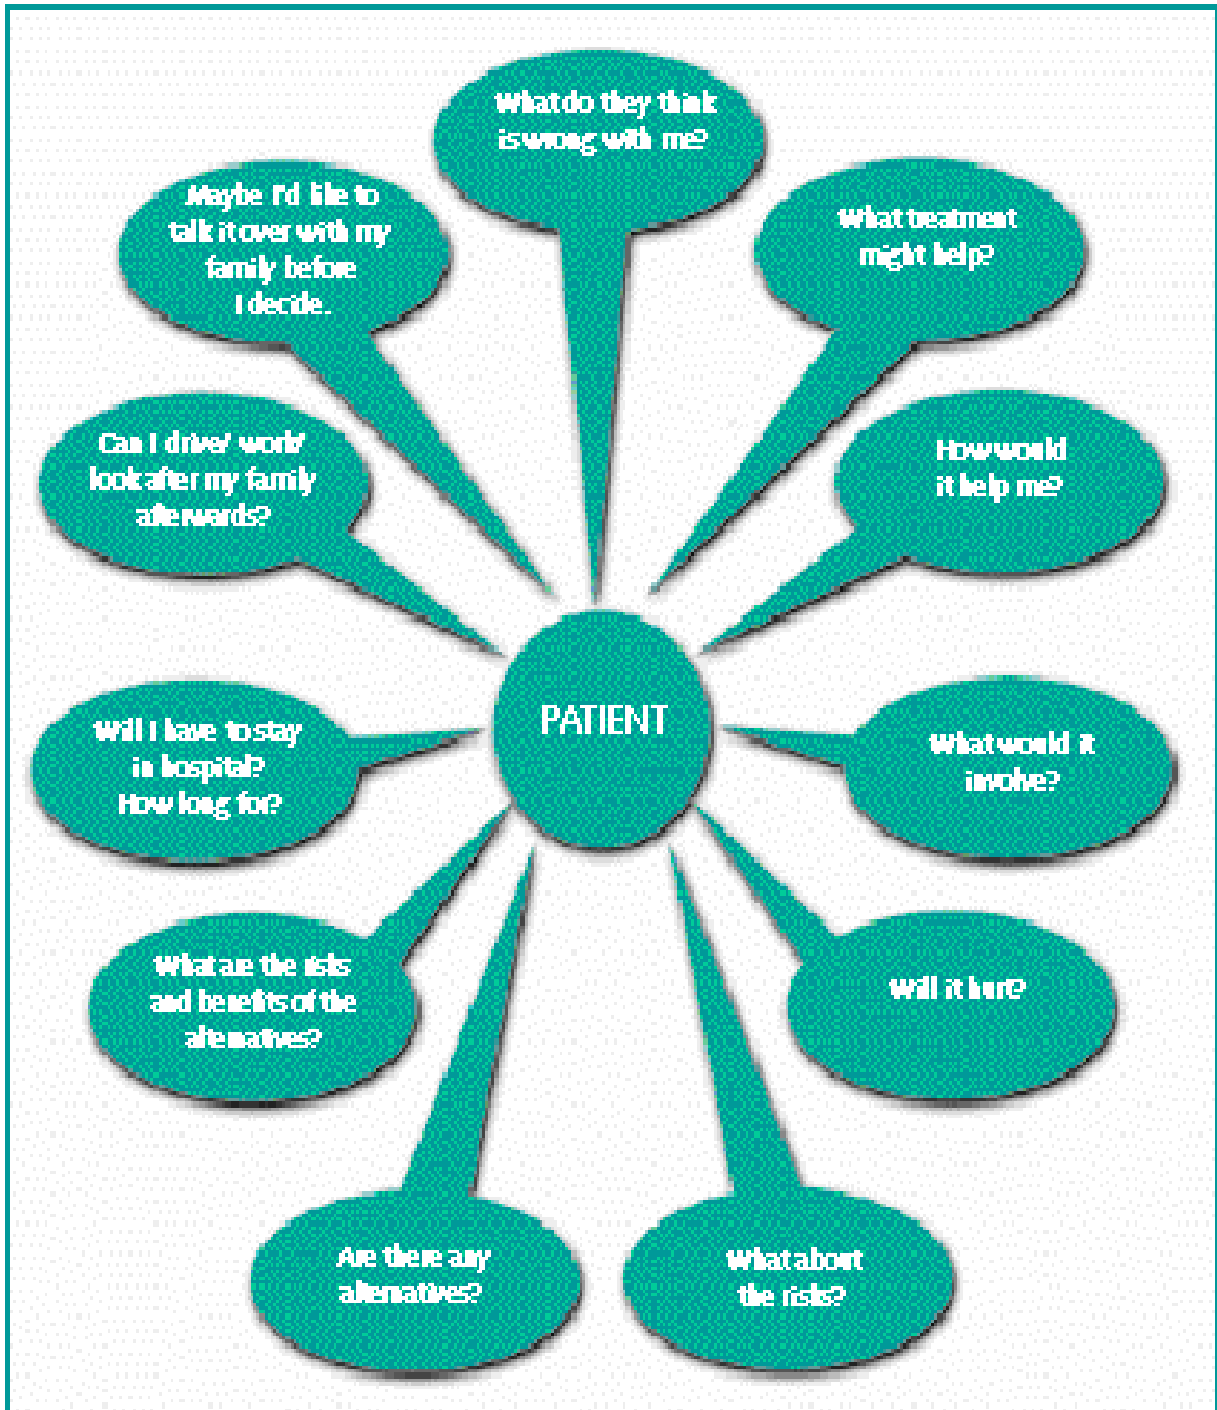 What do they think
is wrong with me?
What treatment
might help?
How would
it help me?
What would it
involve?
Will it hurt?
What about
the risks?
Are there any
alternatives?
What are the risks
and benefits of the
alternatives?
Will I have to stay
in hospital?
How long for?
Can I drive/ work/
look after my family
afterwards?
Maybe I'd like to
talk it over with my
family before
I decide.
PATIENT